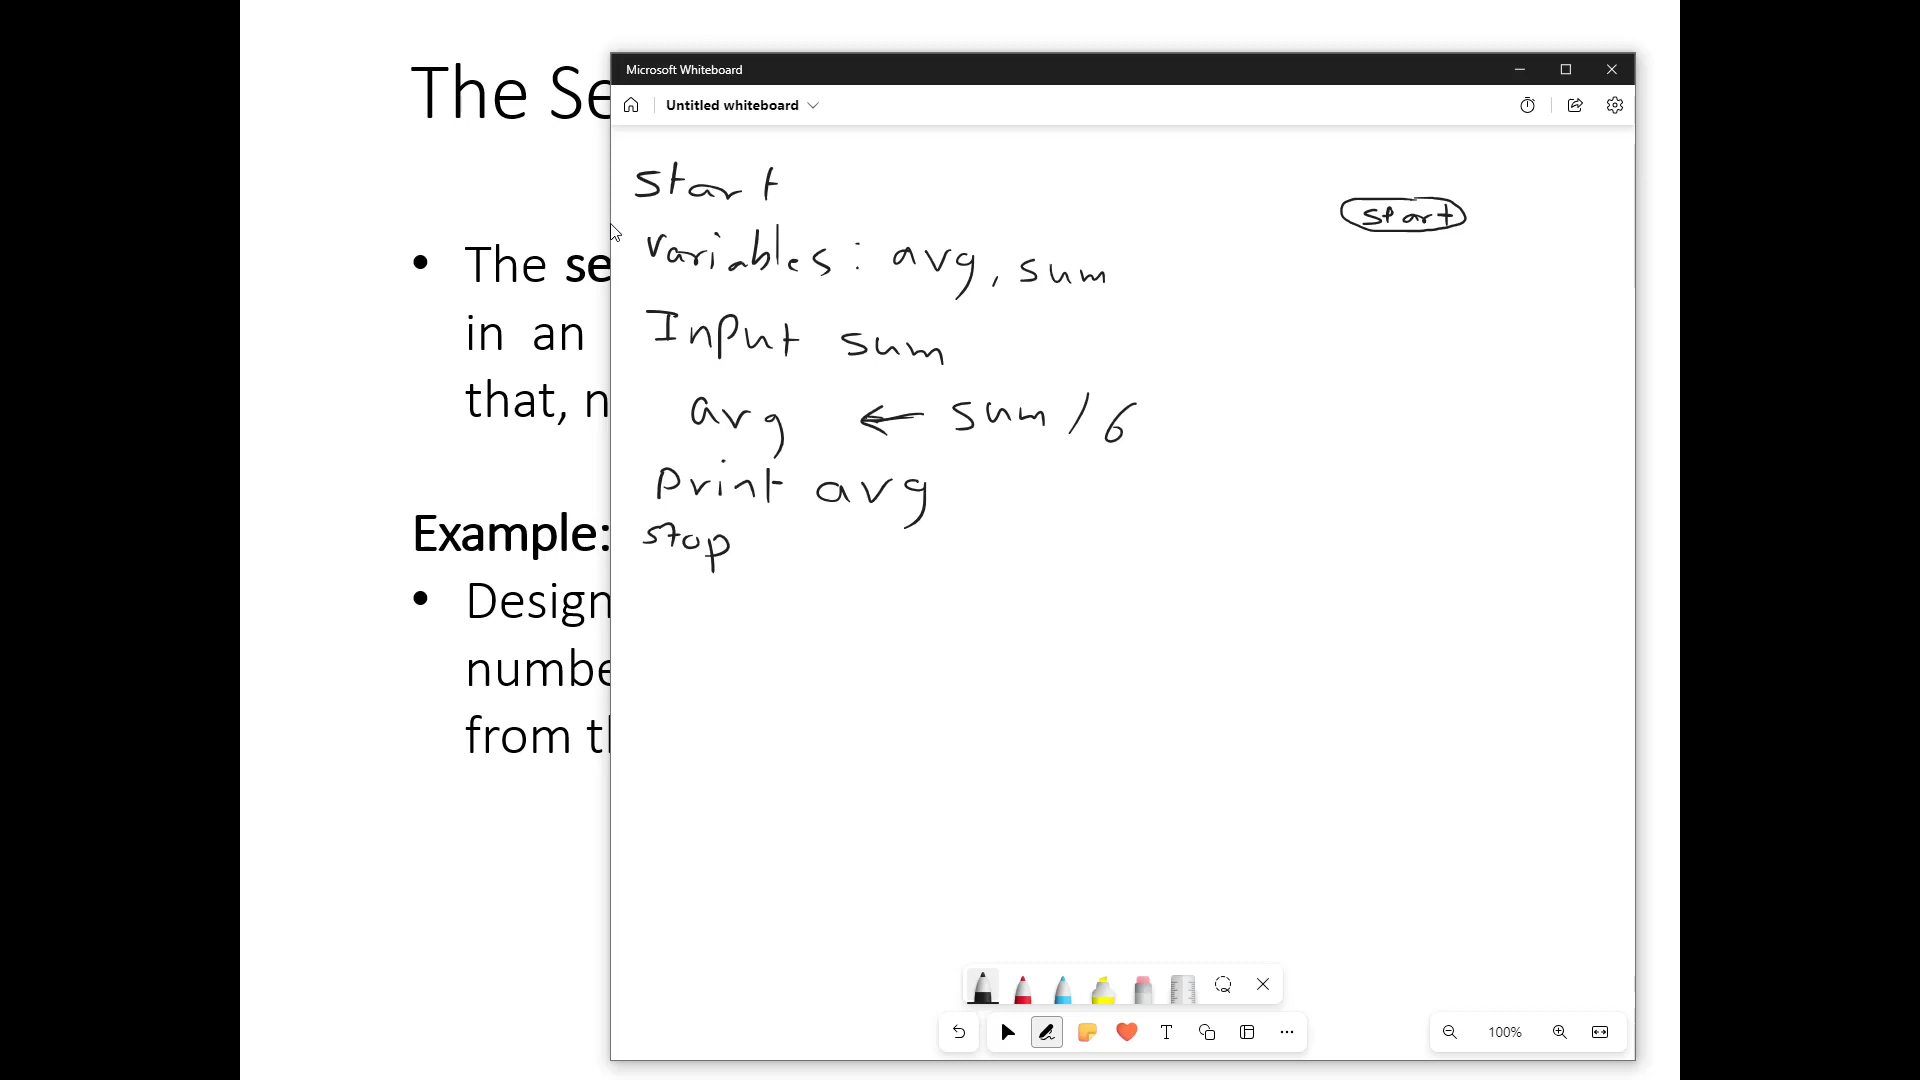 The Se
• The se
in an
that, n
Example:
• Design
numbe
from th
Microsoft Whiteboard
Untitled whiteboard
start
variables : avg, sum
Input sum
avg ← sum / 6
print avg
stop
start
100%